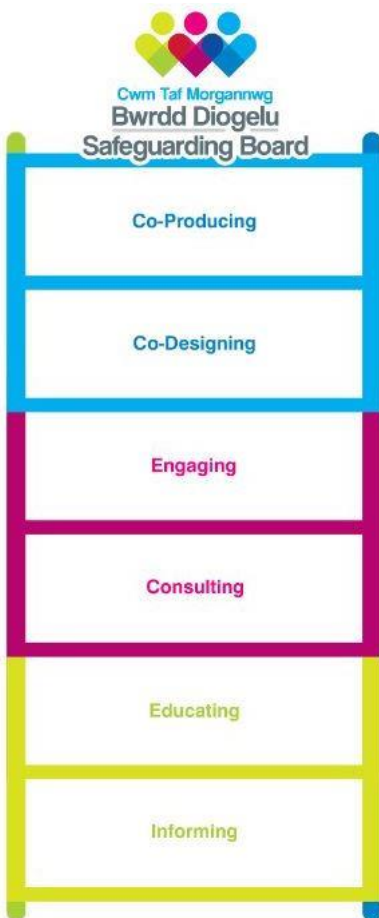 Cwm Taf Morgannwg
Bwrdd Diogelu
Safeguarding Board
Co-Producing
Co-Designing
Engaging
Consulting
Educating
Informing